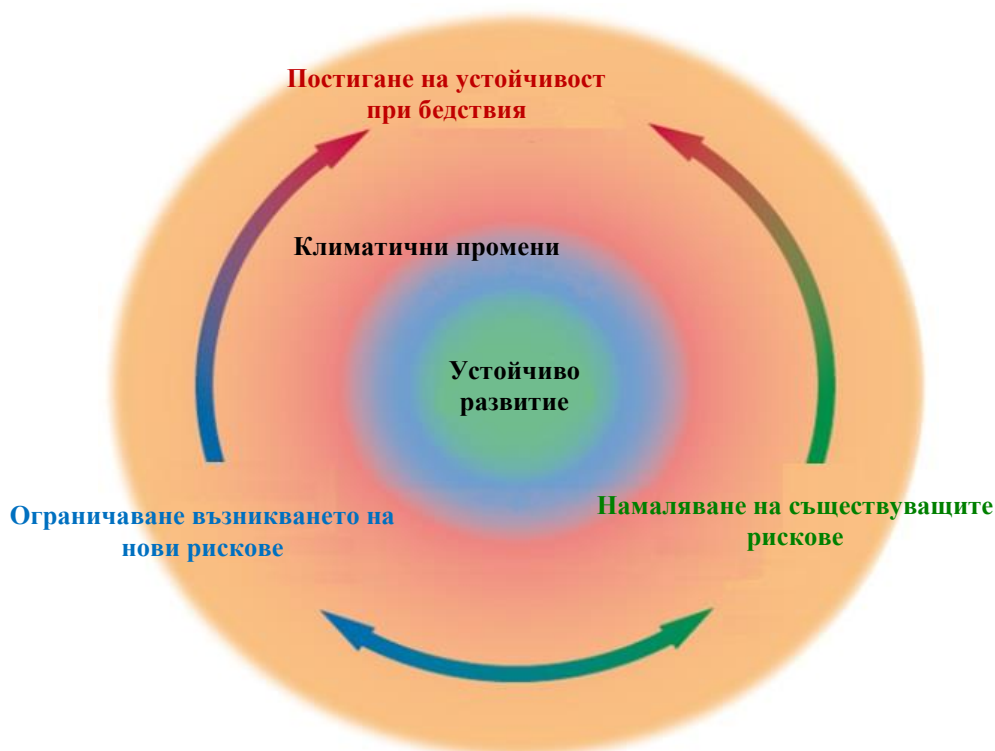 Постигане на устойчивост
при бедствия
Климатични промени
Устойчиво
развитие
Ограничаване възникването на
нови рискове
Намаляване на съществуващите
рискове